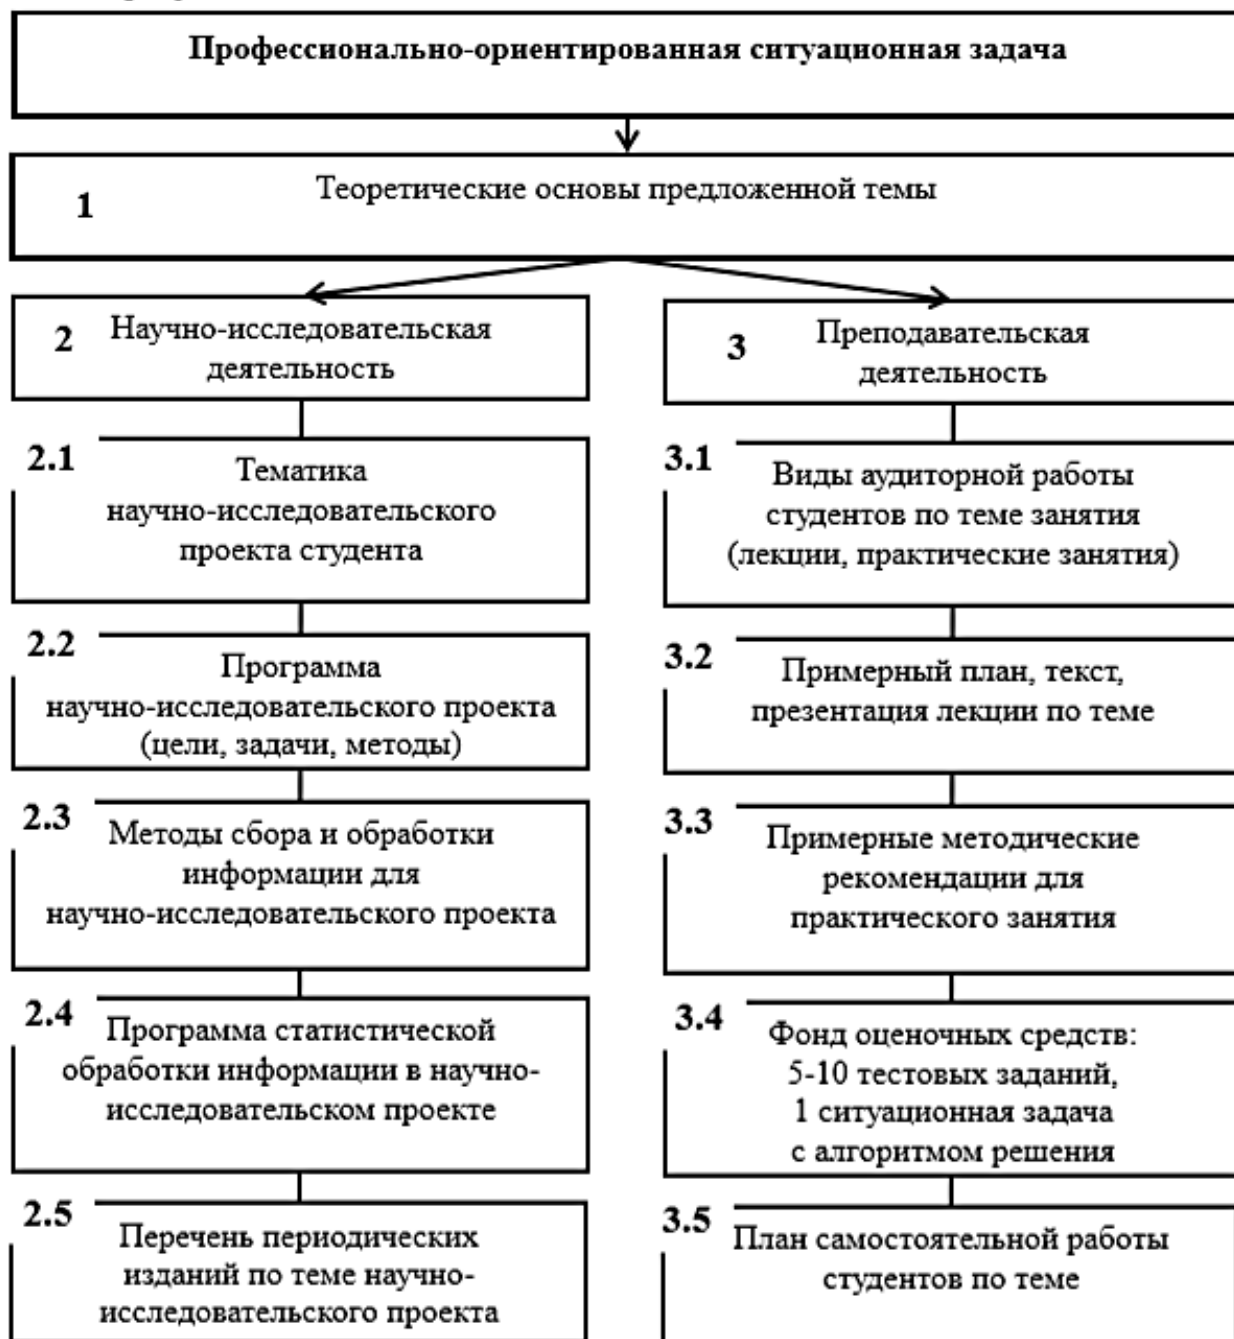 Профессионально-ориентированная ситуационная задача
1
Теоретические основы предложенной темы
2
Научно-исследовательская
деятельность
2.1
Тематика
научно-исследовательского
проекта студента
2.2
Программа
научно-исследовательского проекта
(цели, задачи, методы)
2.3
Методы сбора и обработки
информации для
научно-исследовательского проекта
2.4
Программа статистической
обработки информации в научно-
исследовательском проекте
2.5
Перечень периодических
изданий по теме научно-
исследовательского проекта
3
Преподавательская
деятельность
3.1
Виды аудиторной работы
студентов по теме занятия
(лекции, практические занятия)
3.2
Примерный план, текст,
презентация лекции по теме
3.3
Примерные методические
рекомендации для
практического занятия
3.4
Фонд оценочных средств:
5-10 тестовых заданий,
1 ситуационная задача
с алгоритмом решения
3.5
План самостоятельной работы
студентов по теме